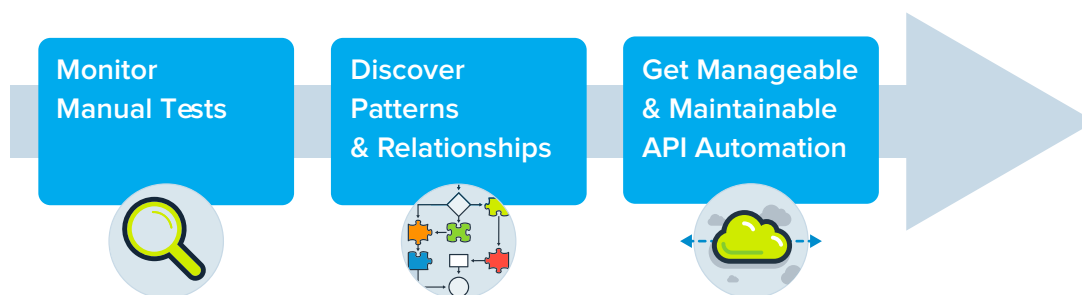 Monitor
Manual Tests
Discover
Patterns
& Relationships
Get Manageable
& Maintainable
API Automation